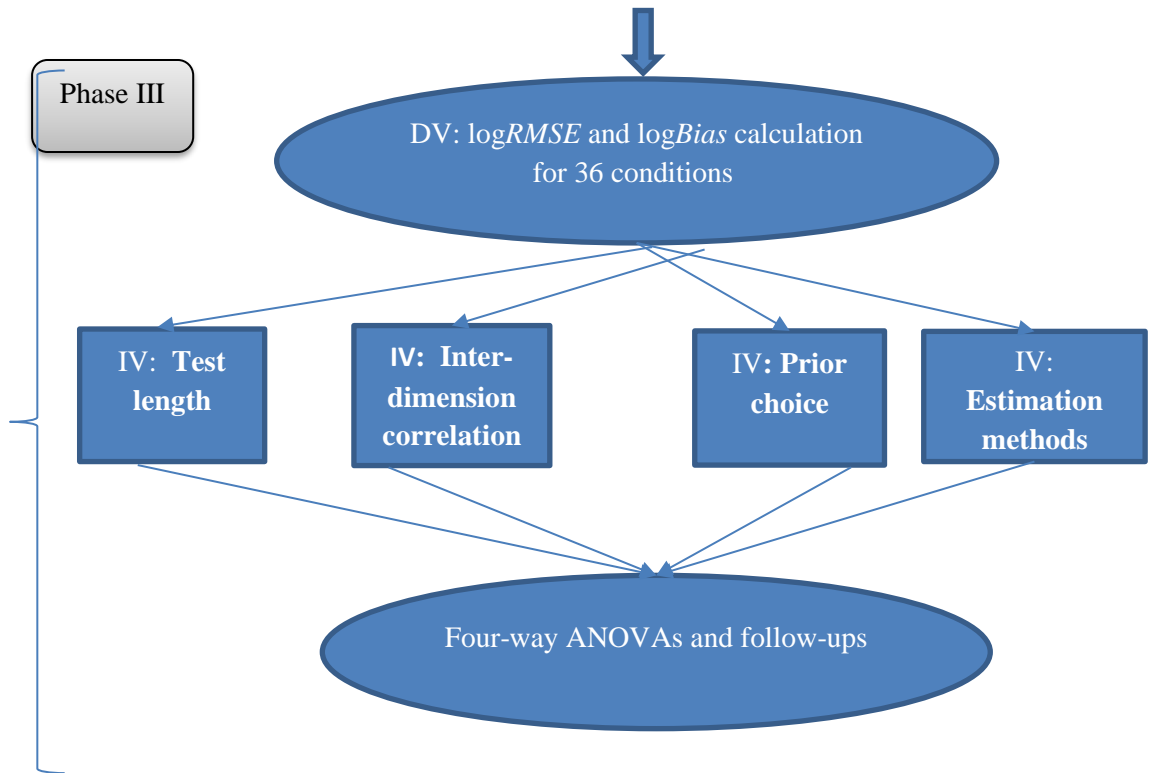 Phase III
DV: logRMSE and logBias calculation
for 36 conditions
IV: Test
length
IV: Inter-
dimension
correlation
IV: Prior
choice
IV:
Estimation
methods
Four-way ANOVAs and follow-ups